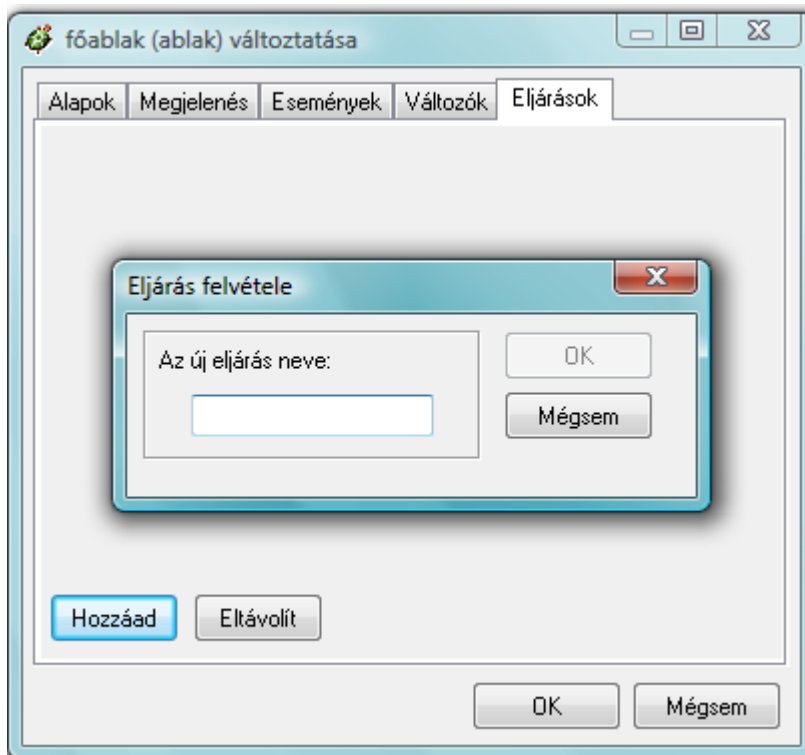 főablak (ablak) változtatása
Alapok Megjelenés Események Változók Eljárások
Eljárás felvétele
Az új eljárás neve:
OK
Mégsem
Hozzáad Eltávolít
OK Mégsem